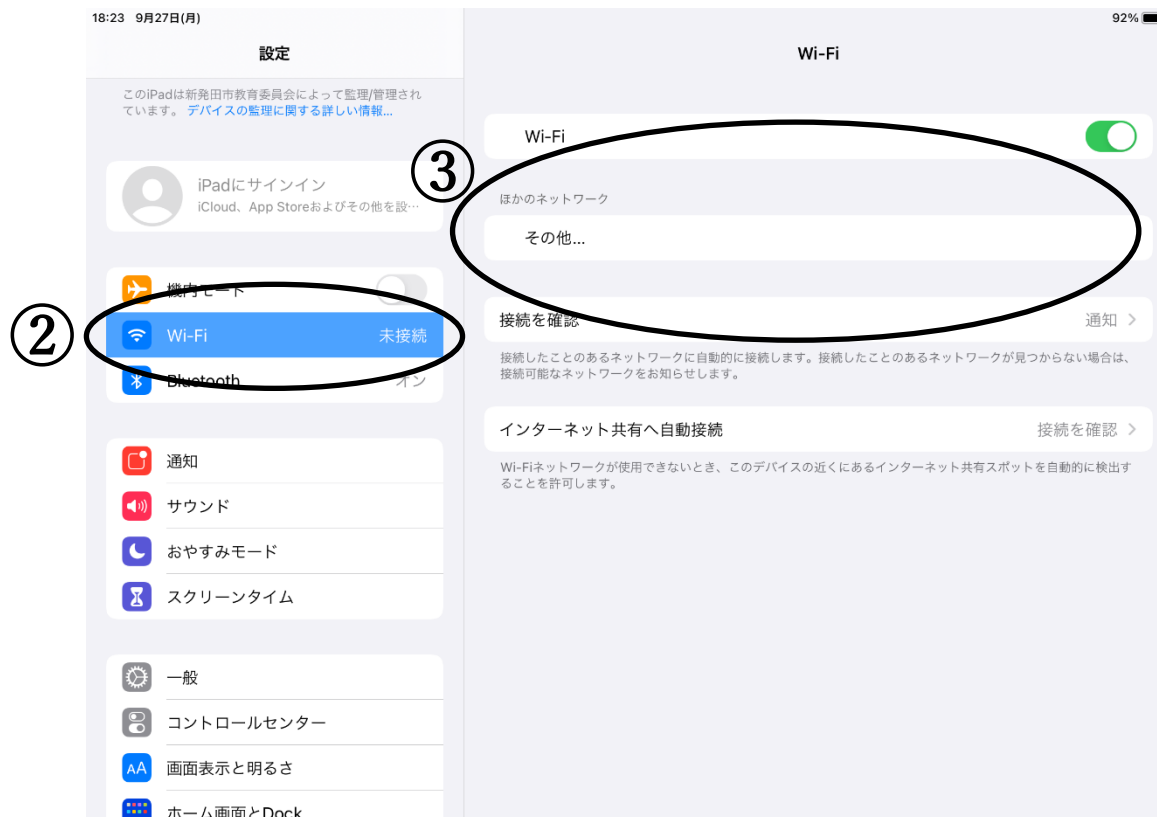 18:23 9月27日(月)
92%
設定
Wi-Fi
このiPadは新発田市教育委員会によって監理/管理され
ています。デバイスの監理に関する詳しい情報...
Wi-Fi
③
iPadにサインイン
iCloud、App Storeおよびその他を設…
ほかのネットワーク
その他...
機内モード
②
Wi-Fi 未接続
Bluetooth オン
接続を確認 通知
接続したことのあるネットワークに自動的に接続します。接続したことのあるネットワークが見つからない場合は、
接続可能なネットワークをお知らせします。
インターネット共有へ自動接続 接続を確認
Wi-Fiネットワークが使用できないとき、このデバイスの近くにあるインターネット共有スポットを自動的に検出す
ることを許可します。
通知
サウンド
おやすみモード
スクリーンタイム
一般
コントロールセンター
AA 画面表示と明るさ
ホーム画面とDock